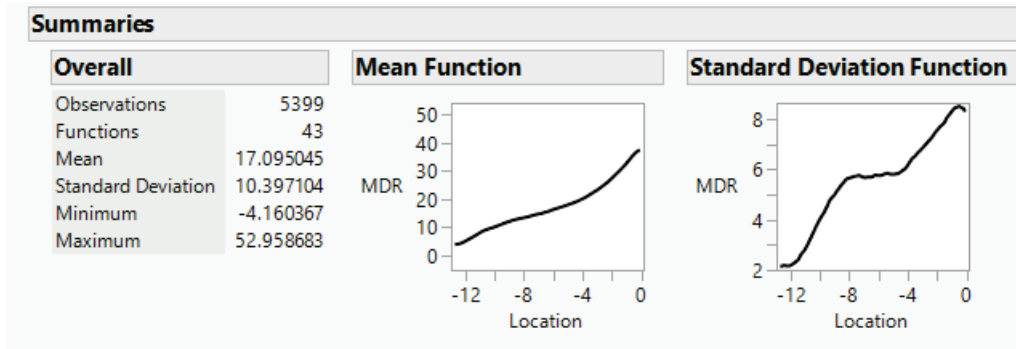 Summaries
Overall
Observations 5399
Functions 43
Mean 17.095045
Standard Deviation 10.397104
Minimum -4.160367
Maximum 52.958683
Mean Function
50
40
30
20
10
0
MDR
-12 -8 -4 0
Location
Standard Deviation Function
8
6
4
2
MDR
-12 -8 -4 0
Location